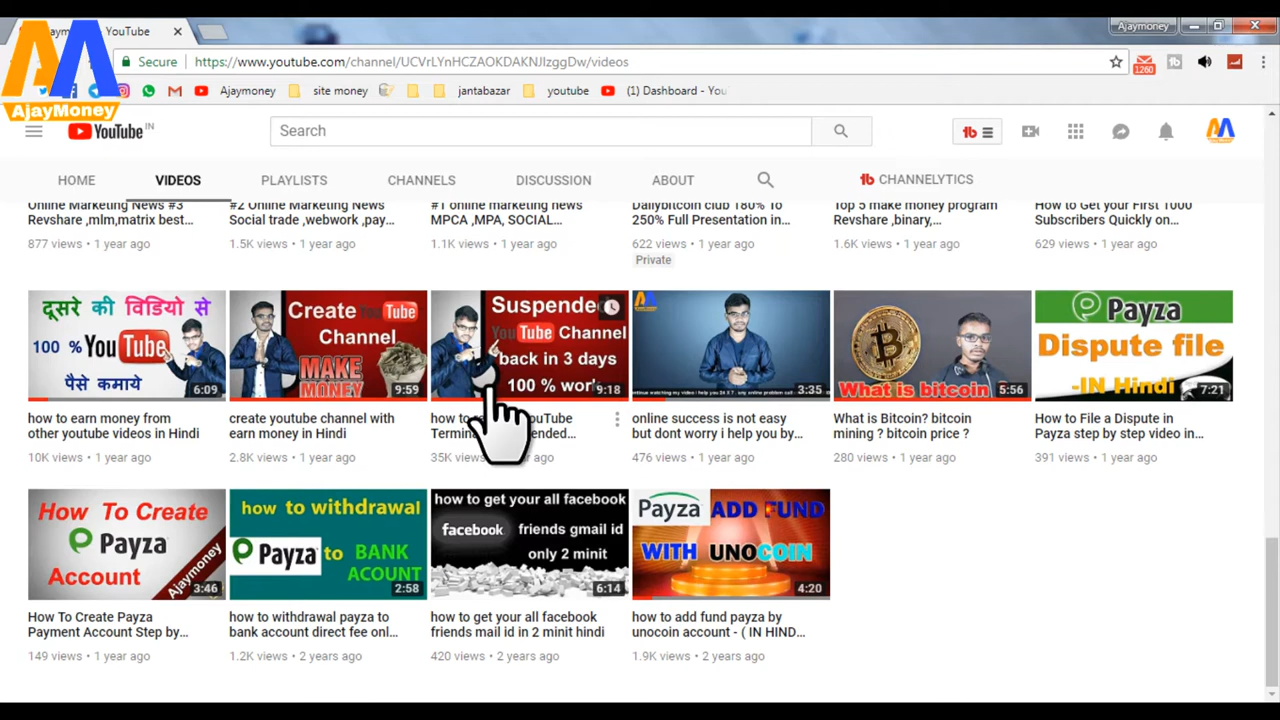 YouTube
Ajaymoney
AjayMoney
Secure
https://www.youtube.com/channel/UCVrLYnHCZAOKDAKNJIzggDw/videos
1260
Ajaymoney
site money
jantabazar
youtube
(1) Dashboard - You
YouTube IN
Search
HOME
VIDEOS
PLAYLISTS
CHANNELS
DISCUSSION
ABOUT
CHANNELYTICS
Online Marketing News #3
Revshare ,mlm,matrix best...
877 views • 1 year ago
#2 Online Marketing News
Social trade ,webwork ,pay...
1.5K views • 1 year ago
#1 online marketing news
MPCA ,MPA, SOCIAL...
1.1K views • 1 year ago
Dailybitcoin club 180% To
250% Full Presentation in...
622 views • 1 year ago
Private
Top 5 make money program
Revshare ,binary,...
1.6K views • 1 year ago
How to Get your First 1000
Subscribers Quickly on...
629 views • 1 year ago
दूसरे की विडियो से
100 % YouTube
पैसे कमाये
6:09
how to earn money from
other youtube videos in Hindi
10K views • 1 year ago
Create YouTube
Channel
MAKE
MONEY
9:59
create youtube channel with
earn money in Hindi
2.8K views • 1 year ago
Suspende
YouTube Channel
back in 3 days
100 % wor
9:18
how to YouTube
Termina ended...
35K views ago
3:35
online success is not easy
but dont worry i help you by...
476 views • 1 year ago
What is bitcoin
5:56
What is Bitcoin? bitcoin
mining ? bitcoin price ?
280 views • 1 year ago
Payza
Dispute file
-IN Hindi
7:21
How to File a Dispute in
Payza step by step video in...
391 views • 1 year ago
How To Create
Payza
Account
Ajaymoney
3:46
How To Create Payza
Payment Account Step by...
149 views • 1 year ago
how to withdrawal
Payza to BANK
ACOUNT
2:58
how to withdrawal payza to
bank account direct fee onl...
1.2K views • 2 years ago
how to get your all facebook
facebook friends gmail id
only 2 minit
6:14
how to get your all facebook
friends mail id in 2 minit hindi
420 views • 2 years ago
Payza ADD FUND
WITH UNOCOIN
4:20
how to add fund payza by
unocoin account - ( IN HIND...
1.9K views • 2 years ago